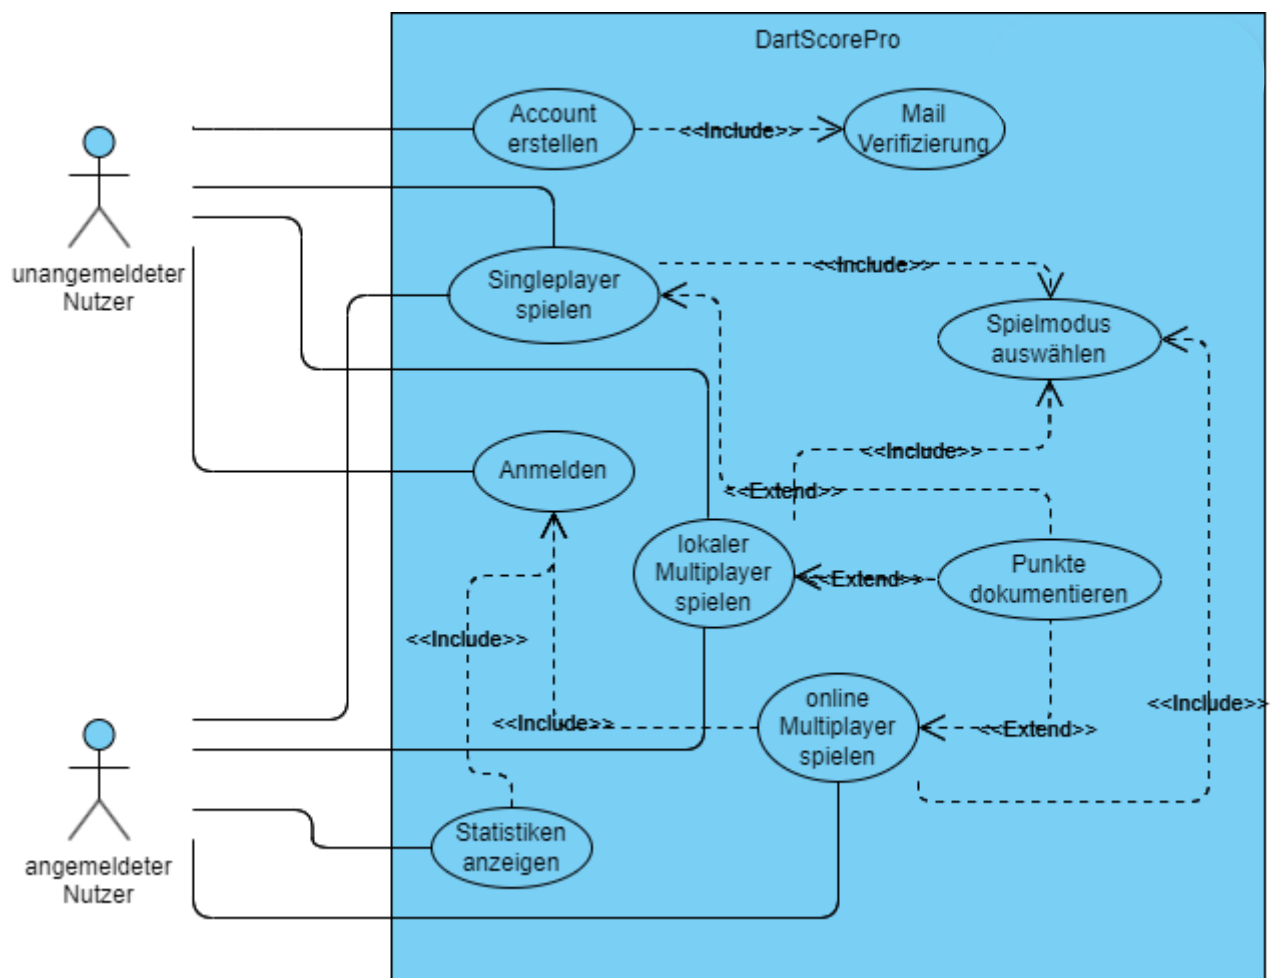 DartScorePro
Account
erstellen
<<Include>>
Mail
Verifizierung
unangemeldeter
Nutzer
Singleplayer
spielen
<<Include>>
Spielmodus
auswählen
Anmelden
<<Include>>
<<Extend>>
lokaler
Multiplayer
spielen
<<Extend>>
Punkte
dokumentieren
<<Include>>
online
Multiplayer
spielen
<<Include>>
<<Extend>>
<<Include>>
Statistiken
anzeigen
angemeldeter
Nutzer